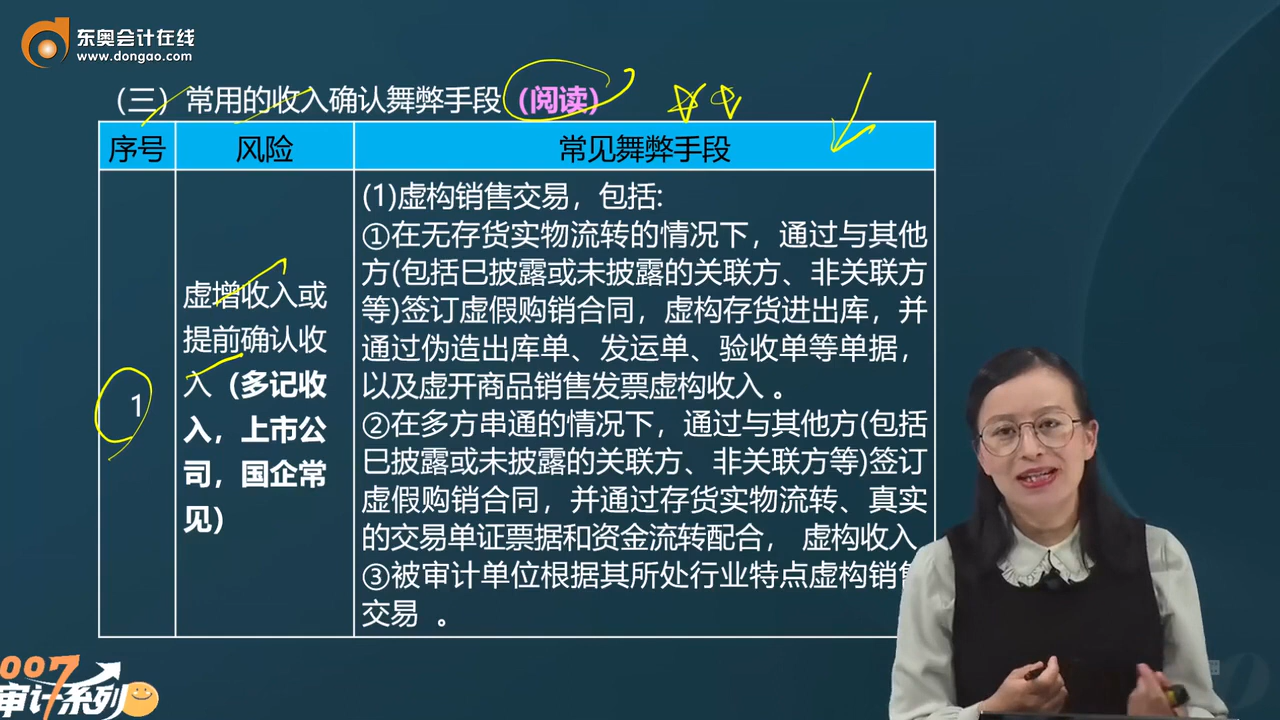 东奥会计在线
www.dongao.com
（三）常用的收入确认舞弊手段（阅读）
序号
风险
常见舞弊手段
1
虚增收入或
提前确认收
入（多记收
入，上市公
司，国企常
见）
(1)虚构销售交易，包括:
①在无存货实物流转的情况下，通过与其他
方(包括巳披露或未披露的关联方、非关联方
等)签订虚假购销合同，虚构存货进出库，并
通过伪造出库单、发运单、验收单等单据，
以及虚开商品销售发票虚构收入 。
②在多方串通的情况下，通过与其他方(包括
巳披露或未披露的关联方、非关联方等)签订
虚假购销合同，并通过存货实物流转、真实
的交易单证票据和资金流转配合， 虚构收入
③被审计单位根据其所处行业特点虚构销售
交易 。
007
审计系列